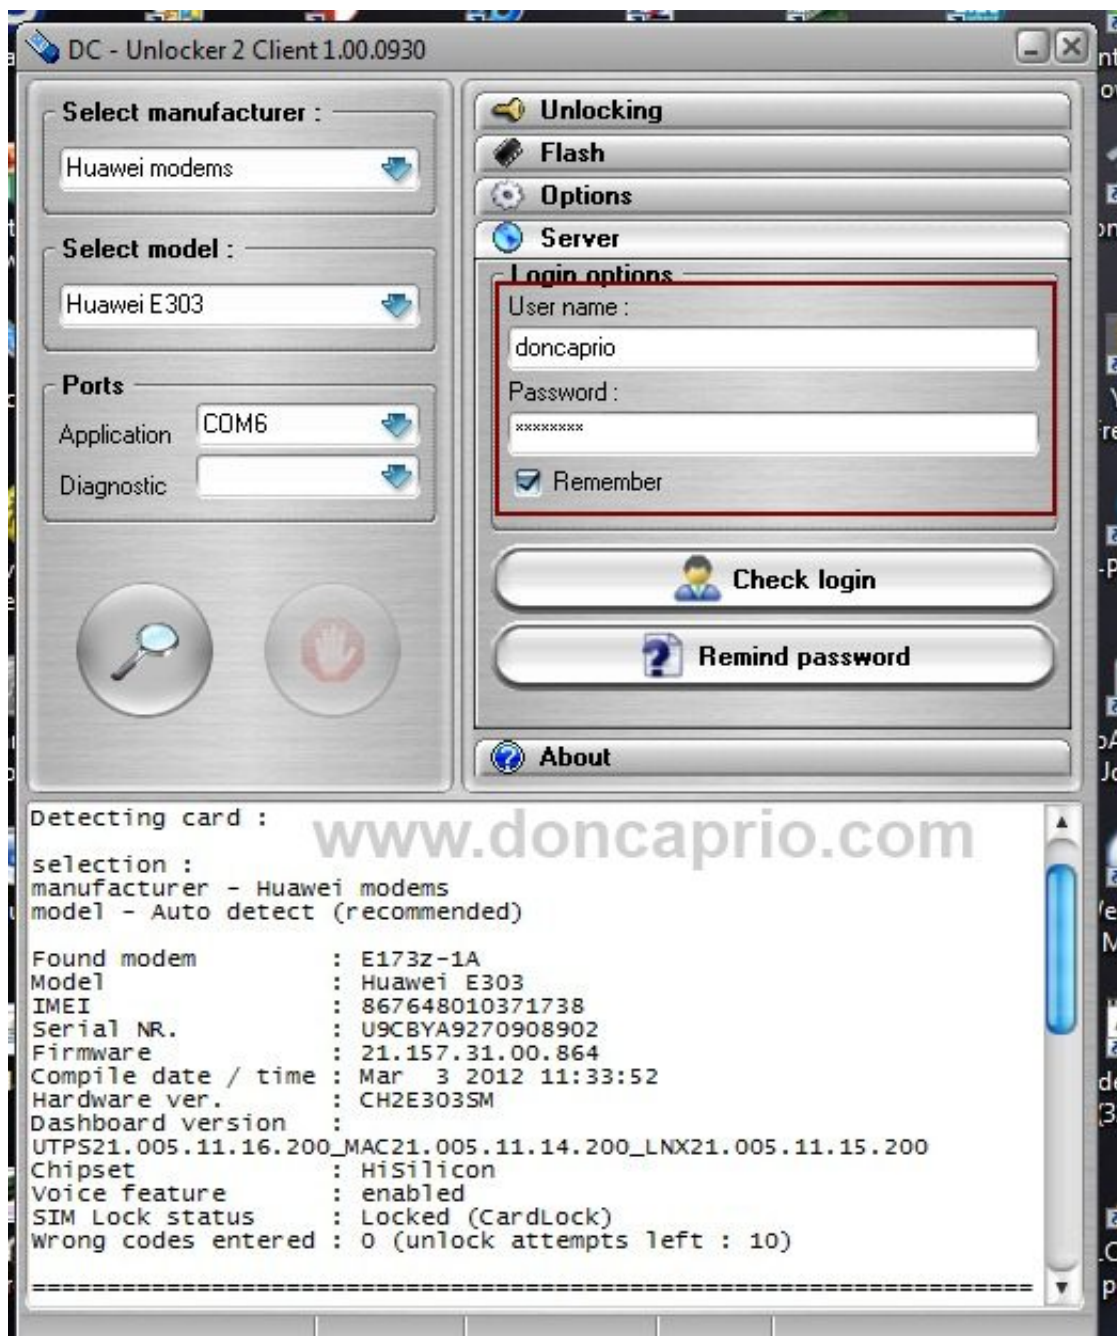 DC - Unlocker 2 Client 1.00.0930
Select manufacturer :
Huawei modems
Select model :
Huawei E303
Ports
Application COM6
Diagnostic
Unlocking
Flash
Options
Server
Login options
User name :
doncaprio
Password :
××××××××
Remember
Check login
Remind password
About
www.doncaprio.com
Detecting card :
selection :
manufacturer - Huawei modems
model - Auto detect (recommended)
Found modem : E173z-1A
Model : Huawei E303
IMEI : 867648010371738
Serial NR. : U9CBYA9270908902
Firmware : 21.157.31.00.864
Compile date / time : Mar 3 2012 11:33:52
Hardware ver. : CH2E303SM
Dashboard version :
UTPS21.005.11.16.200_MAC21.005.11.14.200_LNX21.005.11.15.200
Chipset : HiSilicon
Voice feature : enabled
SIM Lock status : Locked (CardLock)
Wrong codes entered : 0 (unlock attempts left : 10)